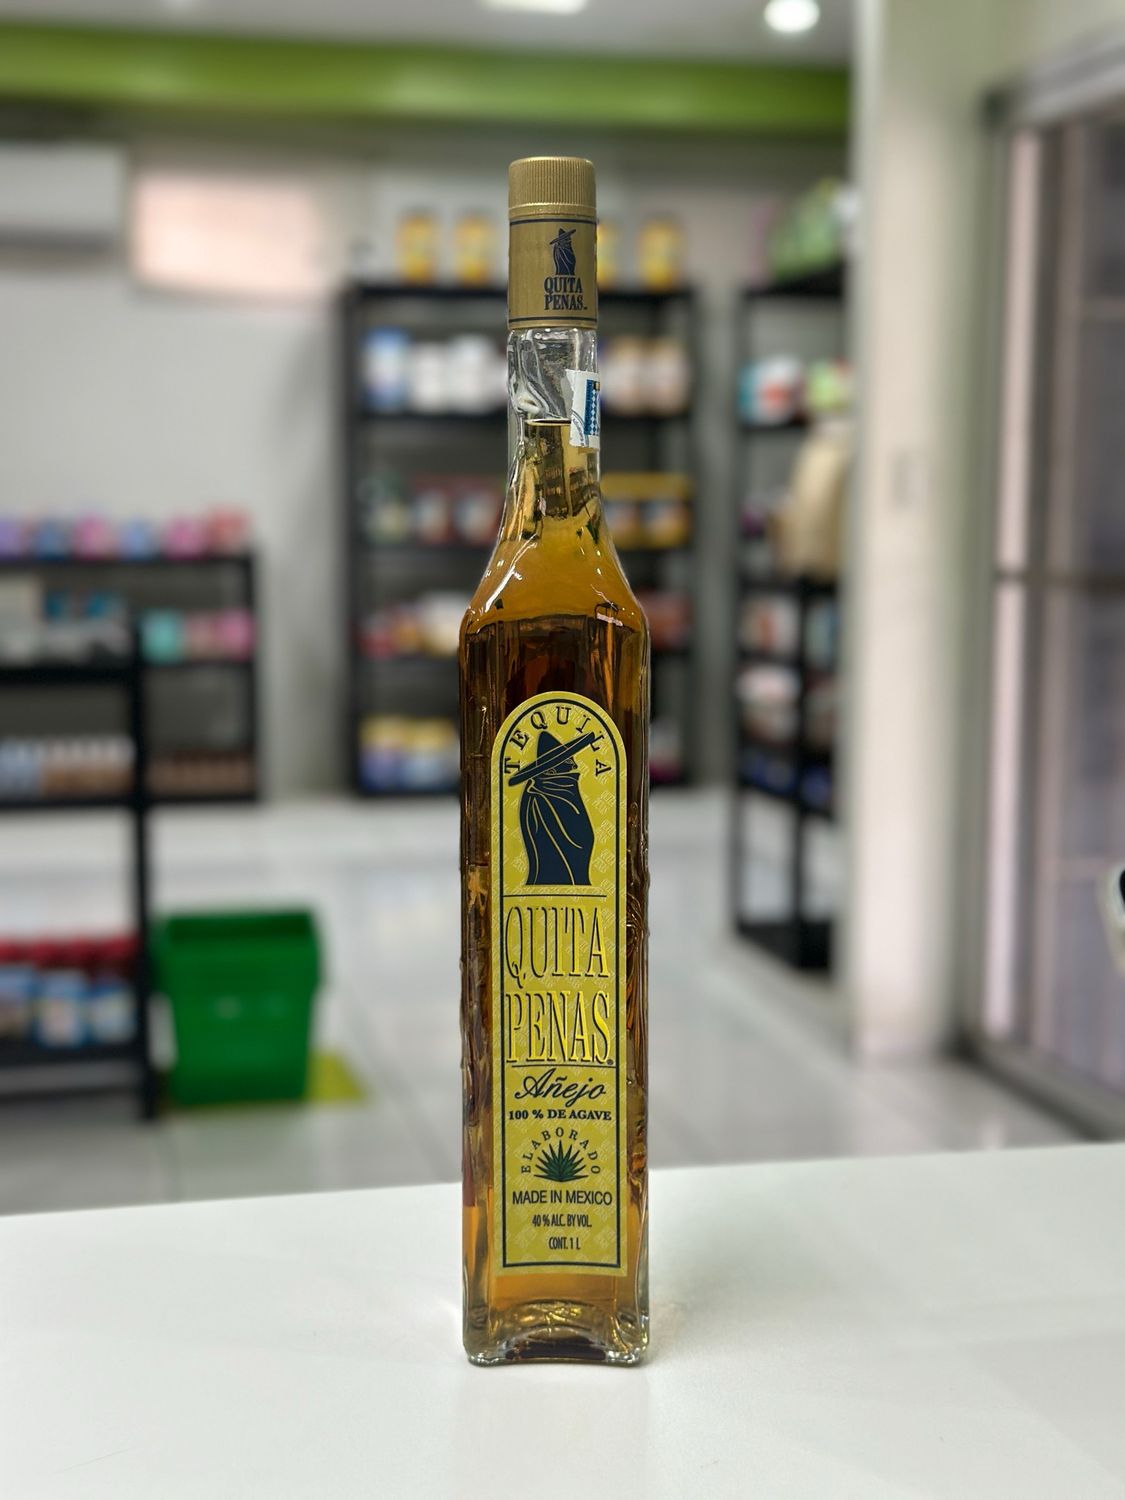 QUITA
PENAS
TEQUILA
QUITA
PENAS
Añejo
100 % DE AGAVE
ELABORADO
MADE IN MEXICO
40 % ALC. BY VOL.
CONT. 1 L